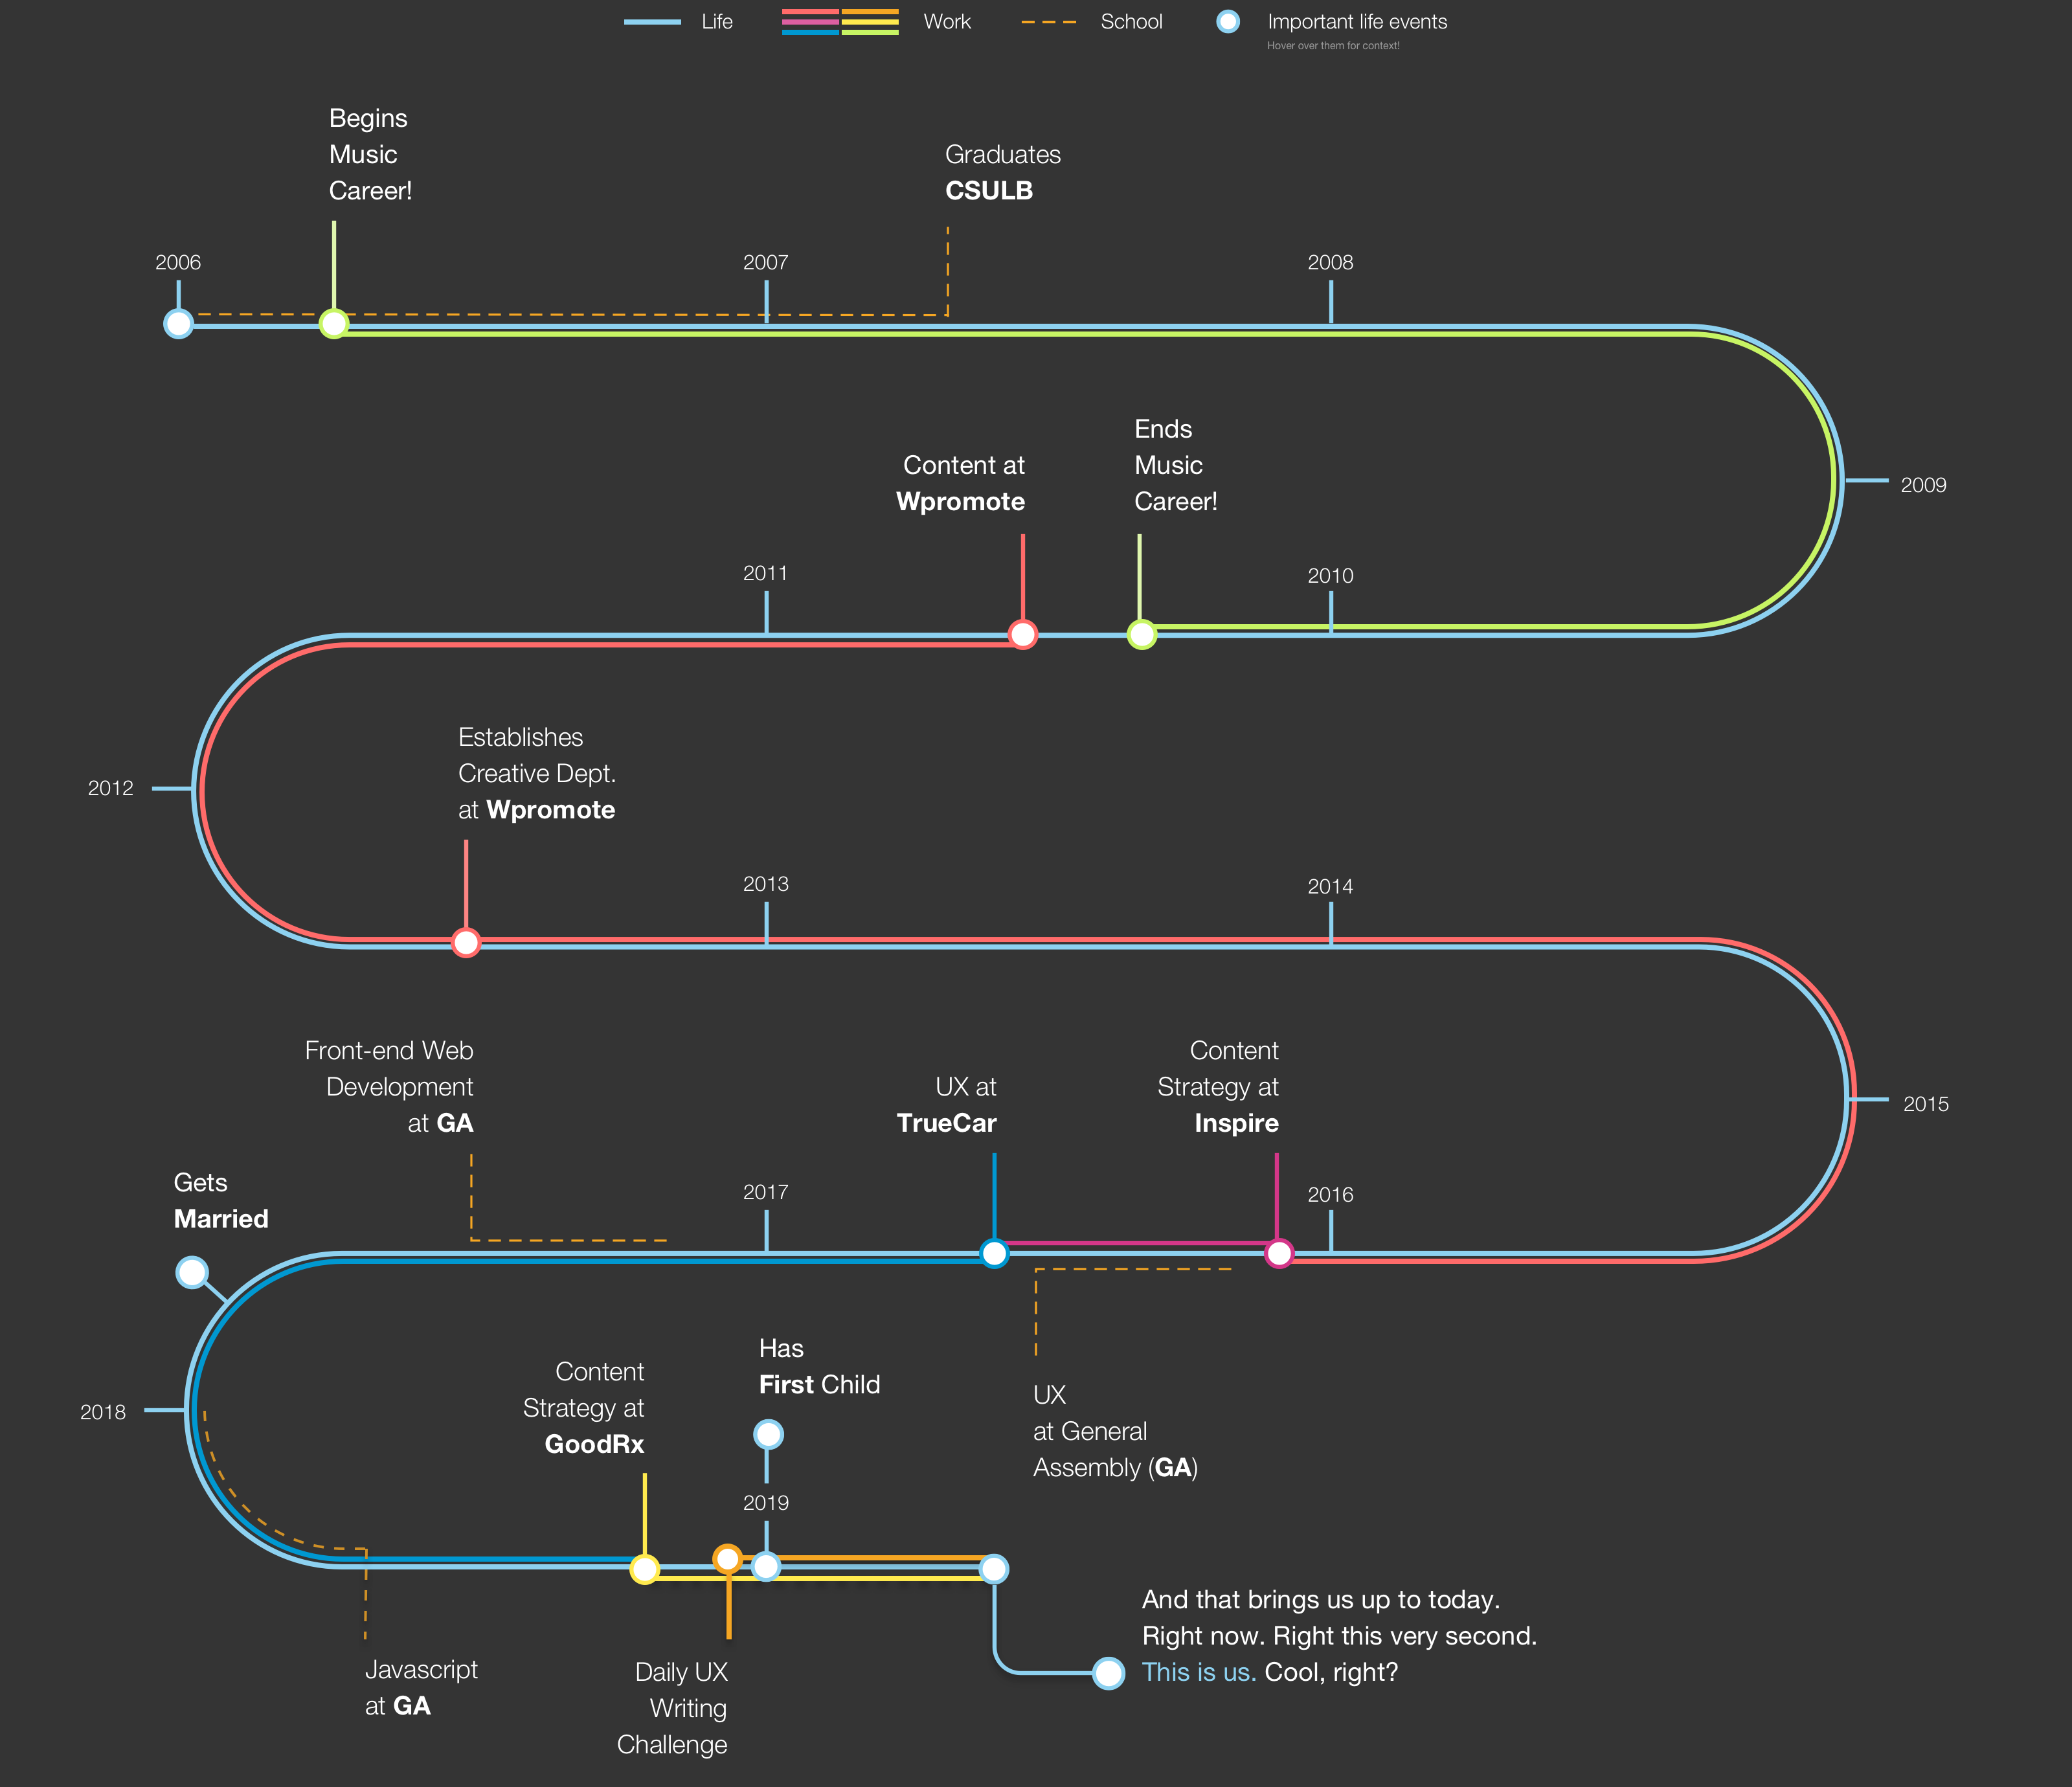 Life
Work
School
Important life events
Hover over them for context!
Begins
Music
Career!
Graduates
CSULB
2006
2007
2008
Ends
Music
Career!
Content at
Wpromote
2009
2011
2010
Establishes
Creative Dept.
at Wpromote
2012
2013
2014
Front-end Web
Development
at GA
UX at
TrueCar
Content
Strategy at
Inspire
2015
Gets
Married
2017
2016
Has
First Child
Content
Strategy at
GoodRx
UX
at General
Assembly (GA)
2018
2019
And that brings us up to today.
Right now. Right this very second.
This is us. Cool, right?
Javascript
at GA
Daily UX
Writing
Challenge